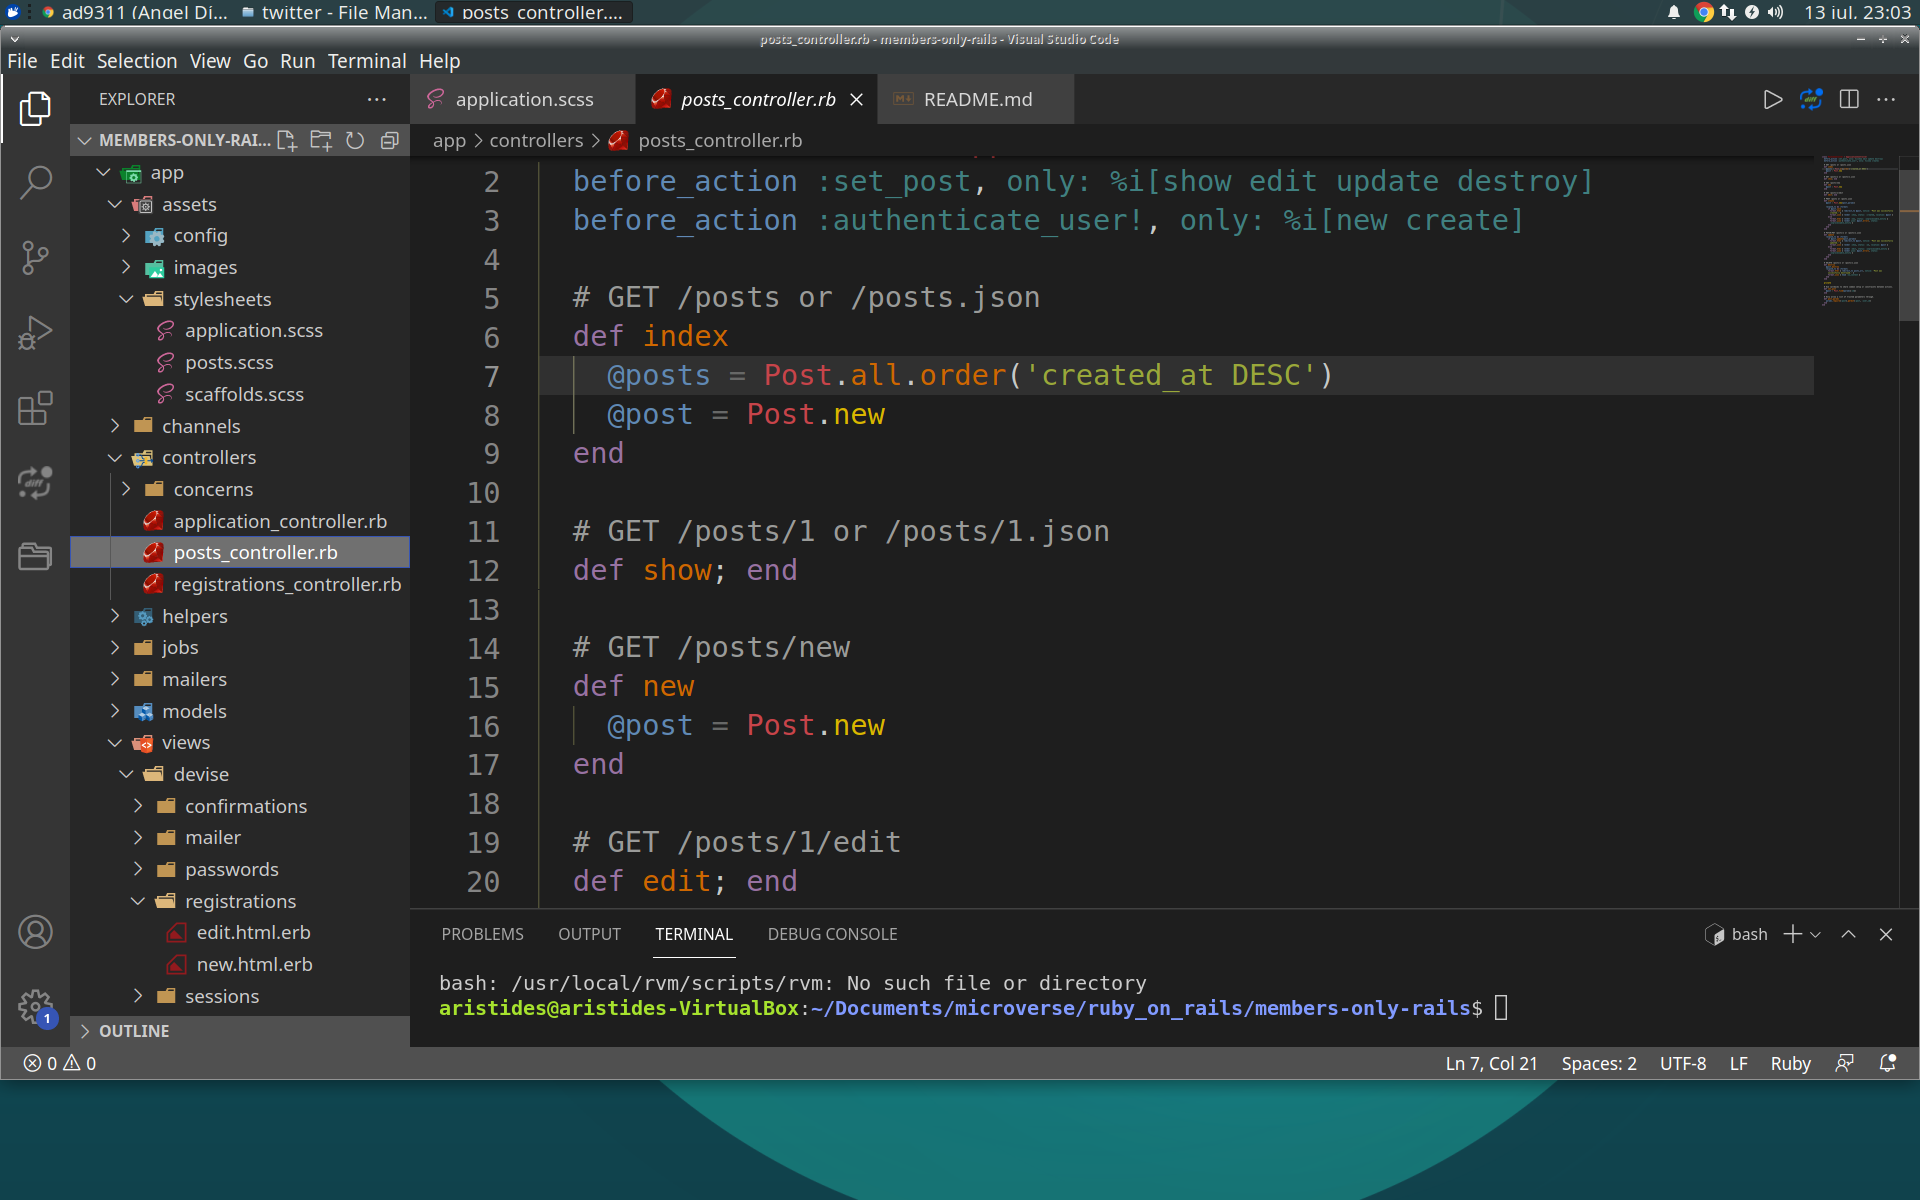 ad9311 (Angel Dí... twitter - File Man... posts_controller.... 13 iul. 23:03
posts_controller.rb - members-only-rails - Visual Studio Code
File Edit Selection View Go Run Terminal Help
EXPLORER
MEMBERS-ONLY-RAI...
app
assets
config
images
stylesheets
application.scss
posts.scss
scaffolds.scss
channels
controllers
concerns
application_controller.rb
posts_controller.rb
registrations_controller.rb
helpers
jobs
mailers
models
views
devise
confirmations
mailer
passwords
registrations
edit.html.erb
new.html.erb
sessions
OUTLINE
1
application.scss posts_controller.rb README.md
app > controllers > posts_controller.rb
2 before_action :set_post, only: %i[show edit update destroy]
3 before_action :authenticate_user!, only: %i[new create]
4
5 # GET /posts or /posts.json
6 def index
7 @posts = Post.all.order('created_at DESC')
8 @post = Post.new
9 end
10
11 # GET /posts/1 or /posts/1.json
12 def show; end
13
14 # GET /posts/new
15 def new
16 @post = Post.new
17 end
18
19 # GET /posts/1/edit
20 def edit; end
PROBLEMS OUTPUT TERMINAL DEBUG CONSOLE bash
bash: /usr/local/rvm/scripts/rvm: No such file or directory
aristides@aristides-VirtualBox:~/Documents/microverse/ruby_on_rails/members-only-rails$
0 0 Ln 7, Col 21 Spaces: 2 UTF-8 LF Ruby